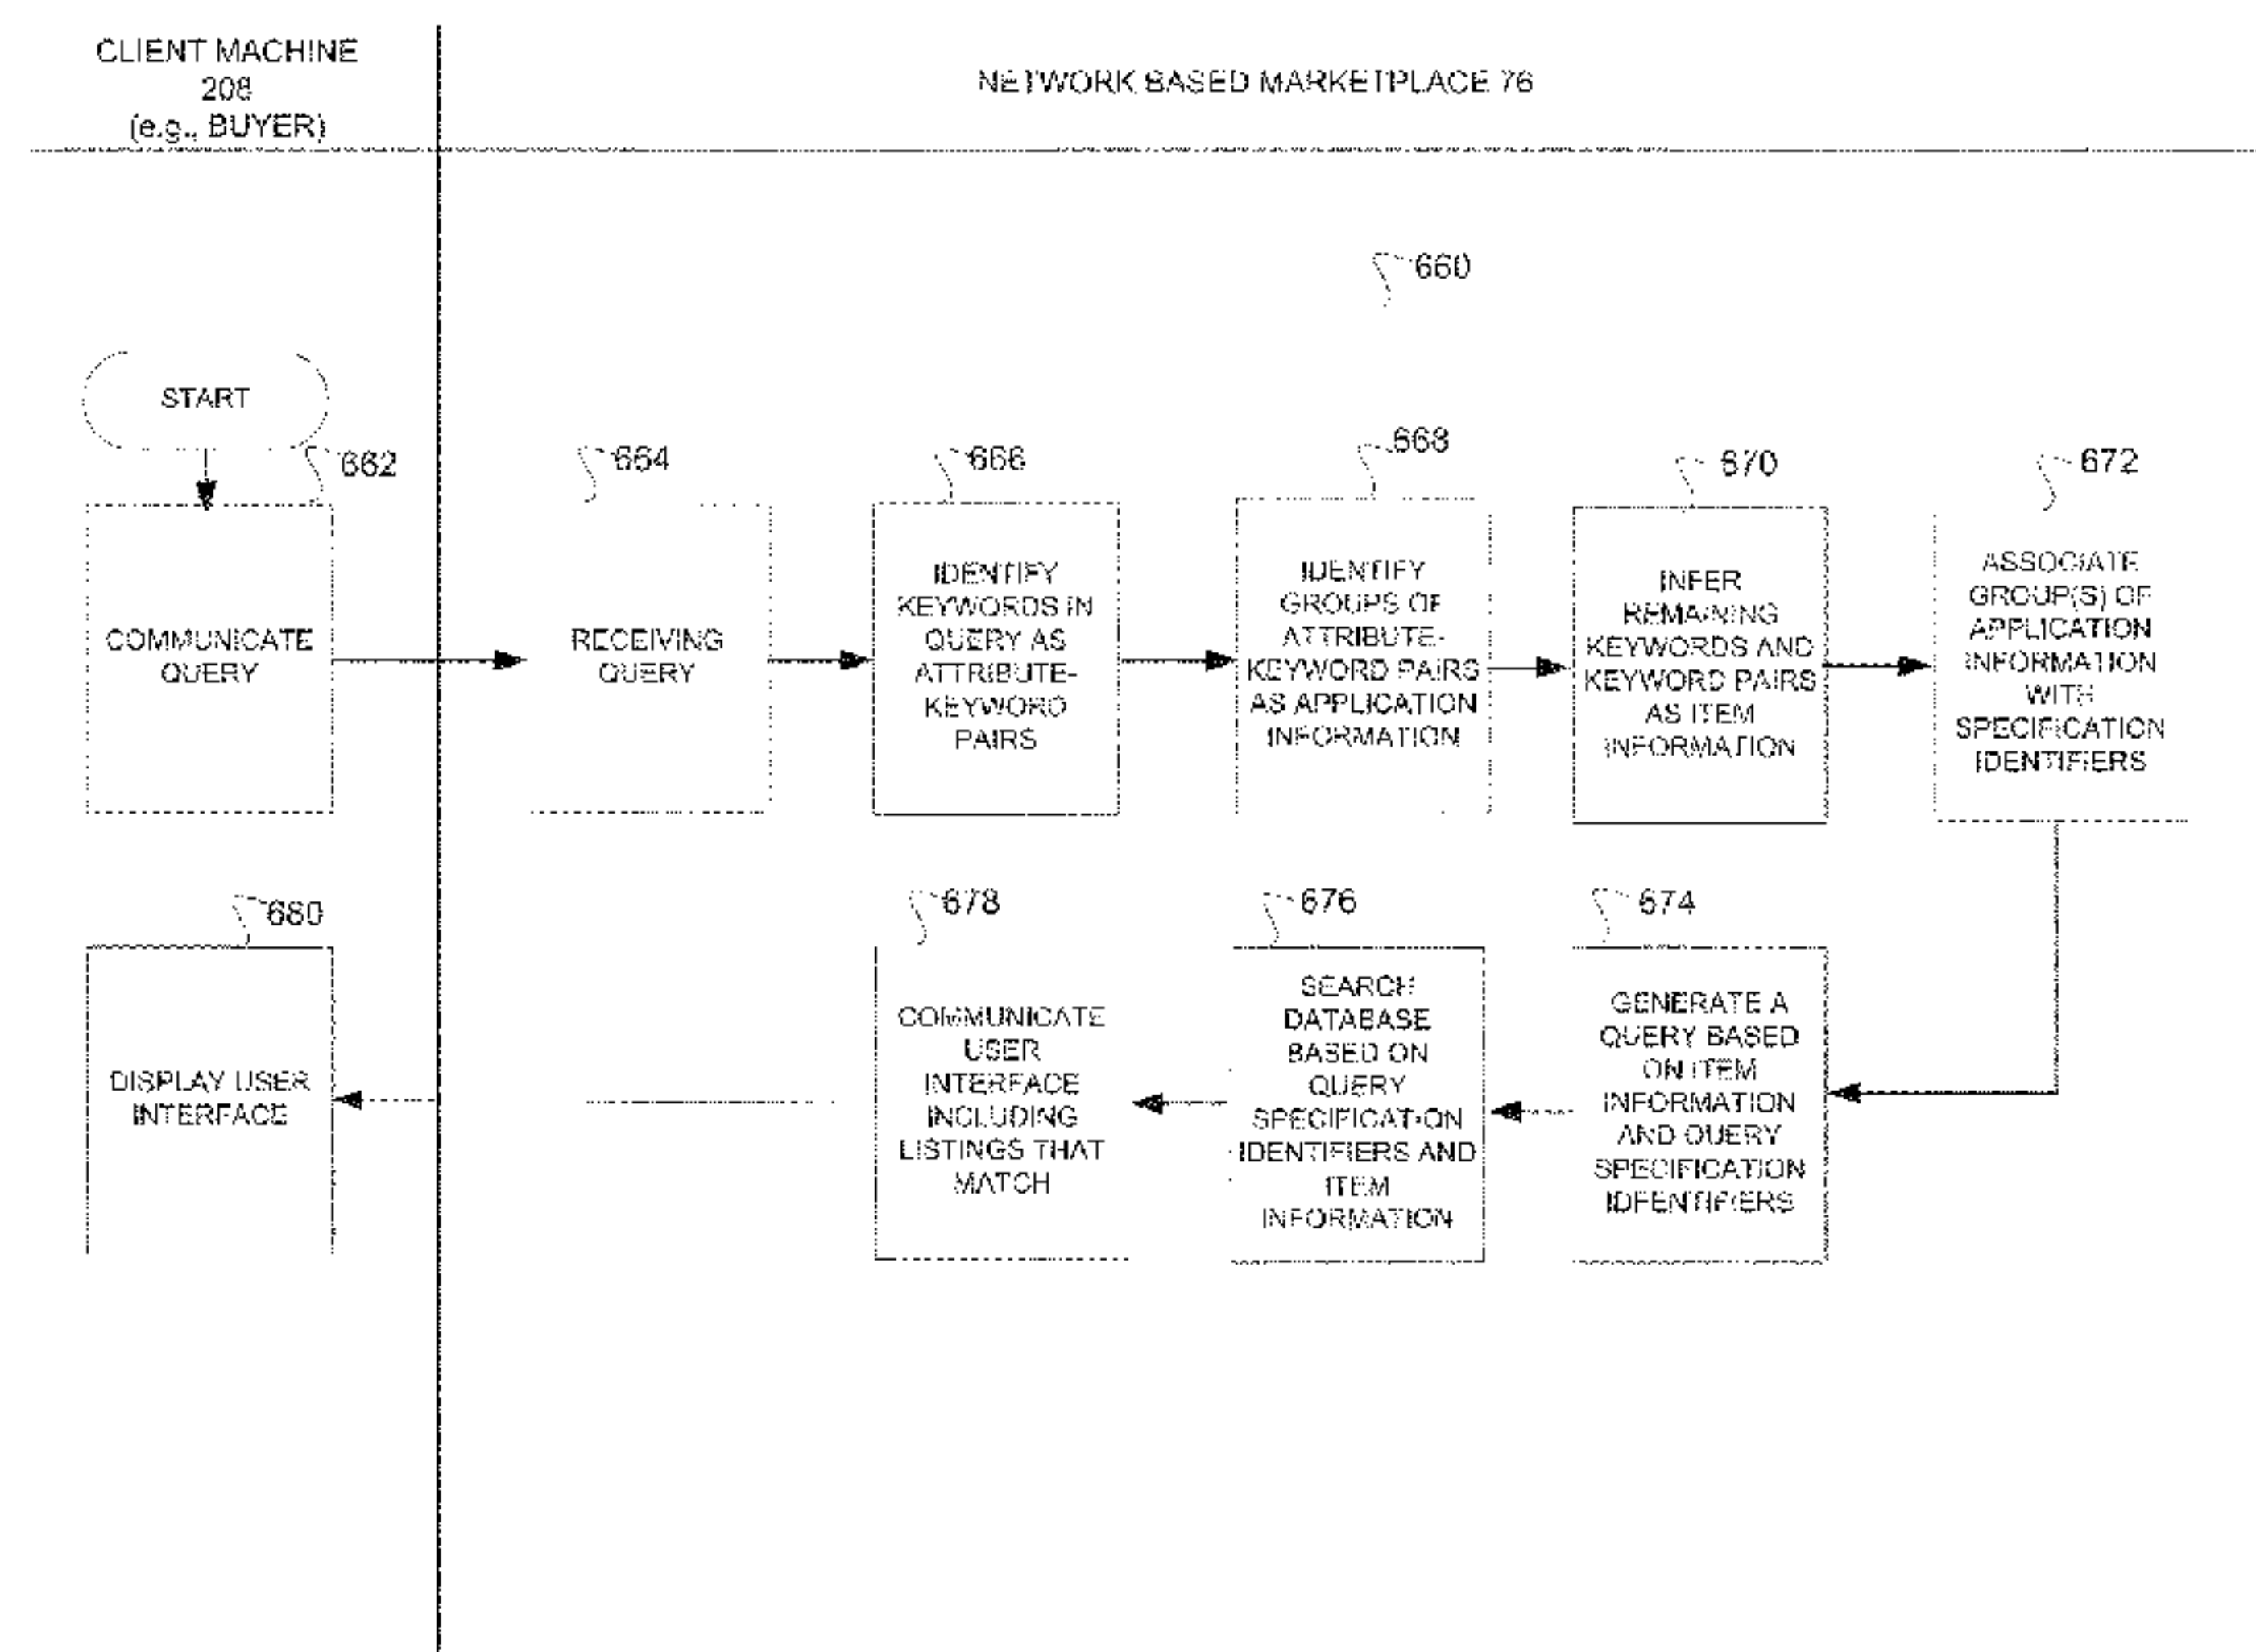 CLIENT MACHINE
208
(e.g., BUYER)
NETWORK BASED MARKETPLACE 76
660
START
662
664
666
668
670
672
COMMUNICATE
QUERY
RECEIVING
QUERY
IDENTIFY
KEYWORDS IN
QUERY AS
ATTRIBUTE-
KEYWORD
PAIRS
IDENTIFY
GROUPS OF
ATTRIBUTE-
KEYWORD PAIRS
AS APPLICATION
INFORMATION
INFER
REMAINING
KEYWORDS AND
KEYWORD PAIRS
AS ITEM
INFORMATION
ASSOCIATE
GROUP(S) OF
APPLICATION
INFORMATION
WITH
SPECIFICATION
IDENTIFIERS
680
678
676
674
DISPLAY USER
INTERFACE
COMMUNICATE
USER
INTERFACE
INCLUDING
LISTINGS THAT
MATCH
SEARCH
DATABASE
BASED ON
QUERY
SPECIFICATION
IDENTIFIERS AND
ITEM
INFORMATION
GENERATE A
QUERY BASED
ON ITEM
INFORMATION
AND QUERY
SPECIFICATION
IDFENTIFIERS